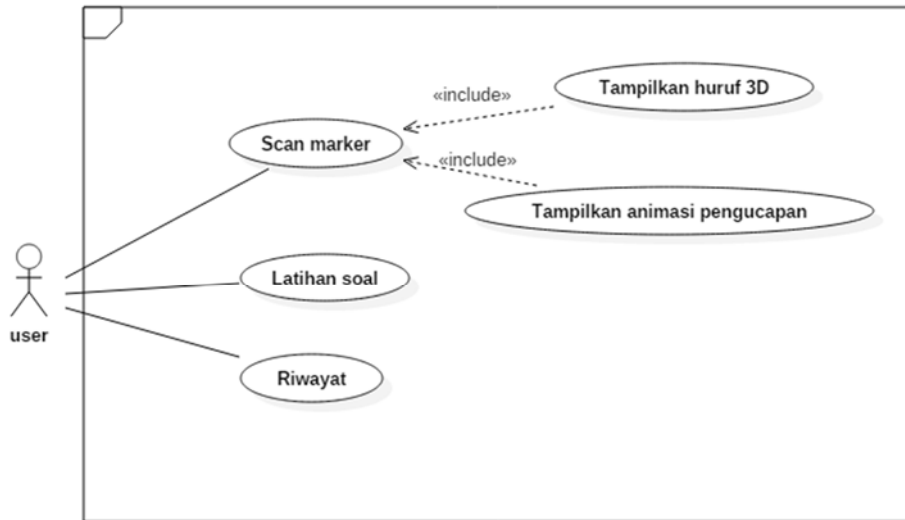 Tampilkan huruf 3D
«include»
Scan marker
«include»
Tampilkan animasi pengucapan
Latihan soal
user
Riwayat